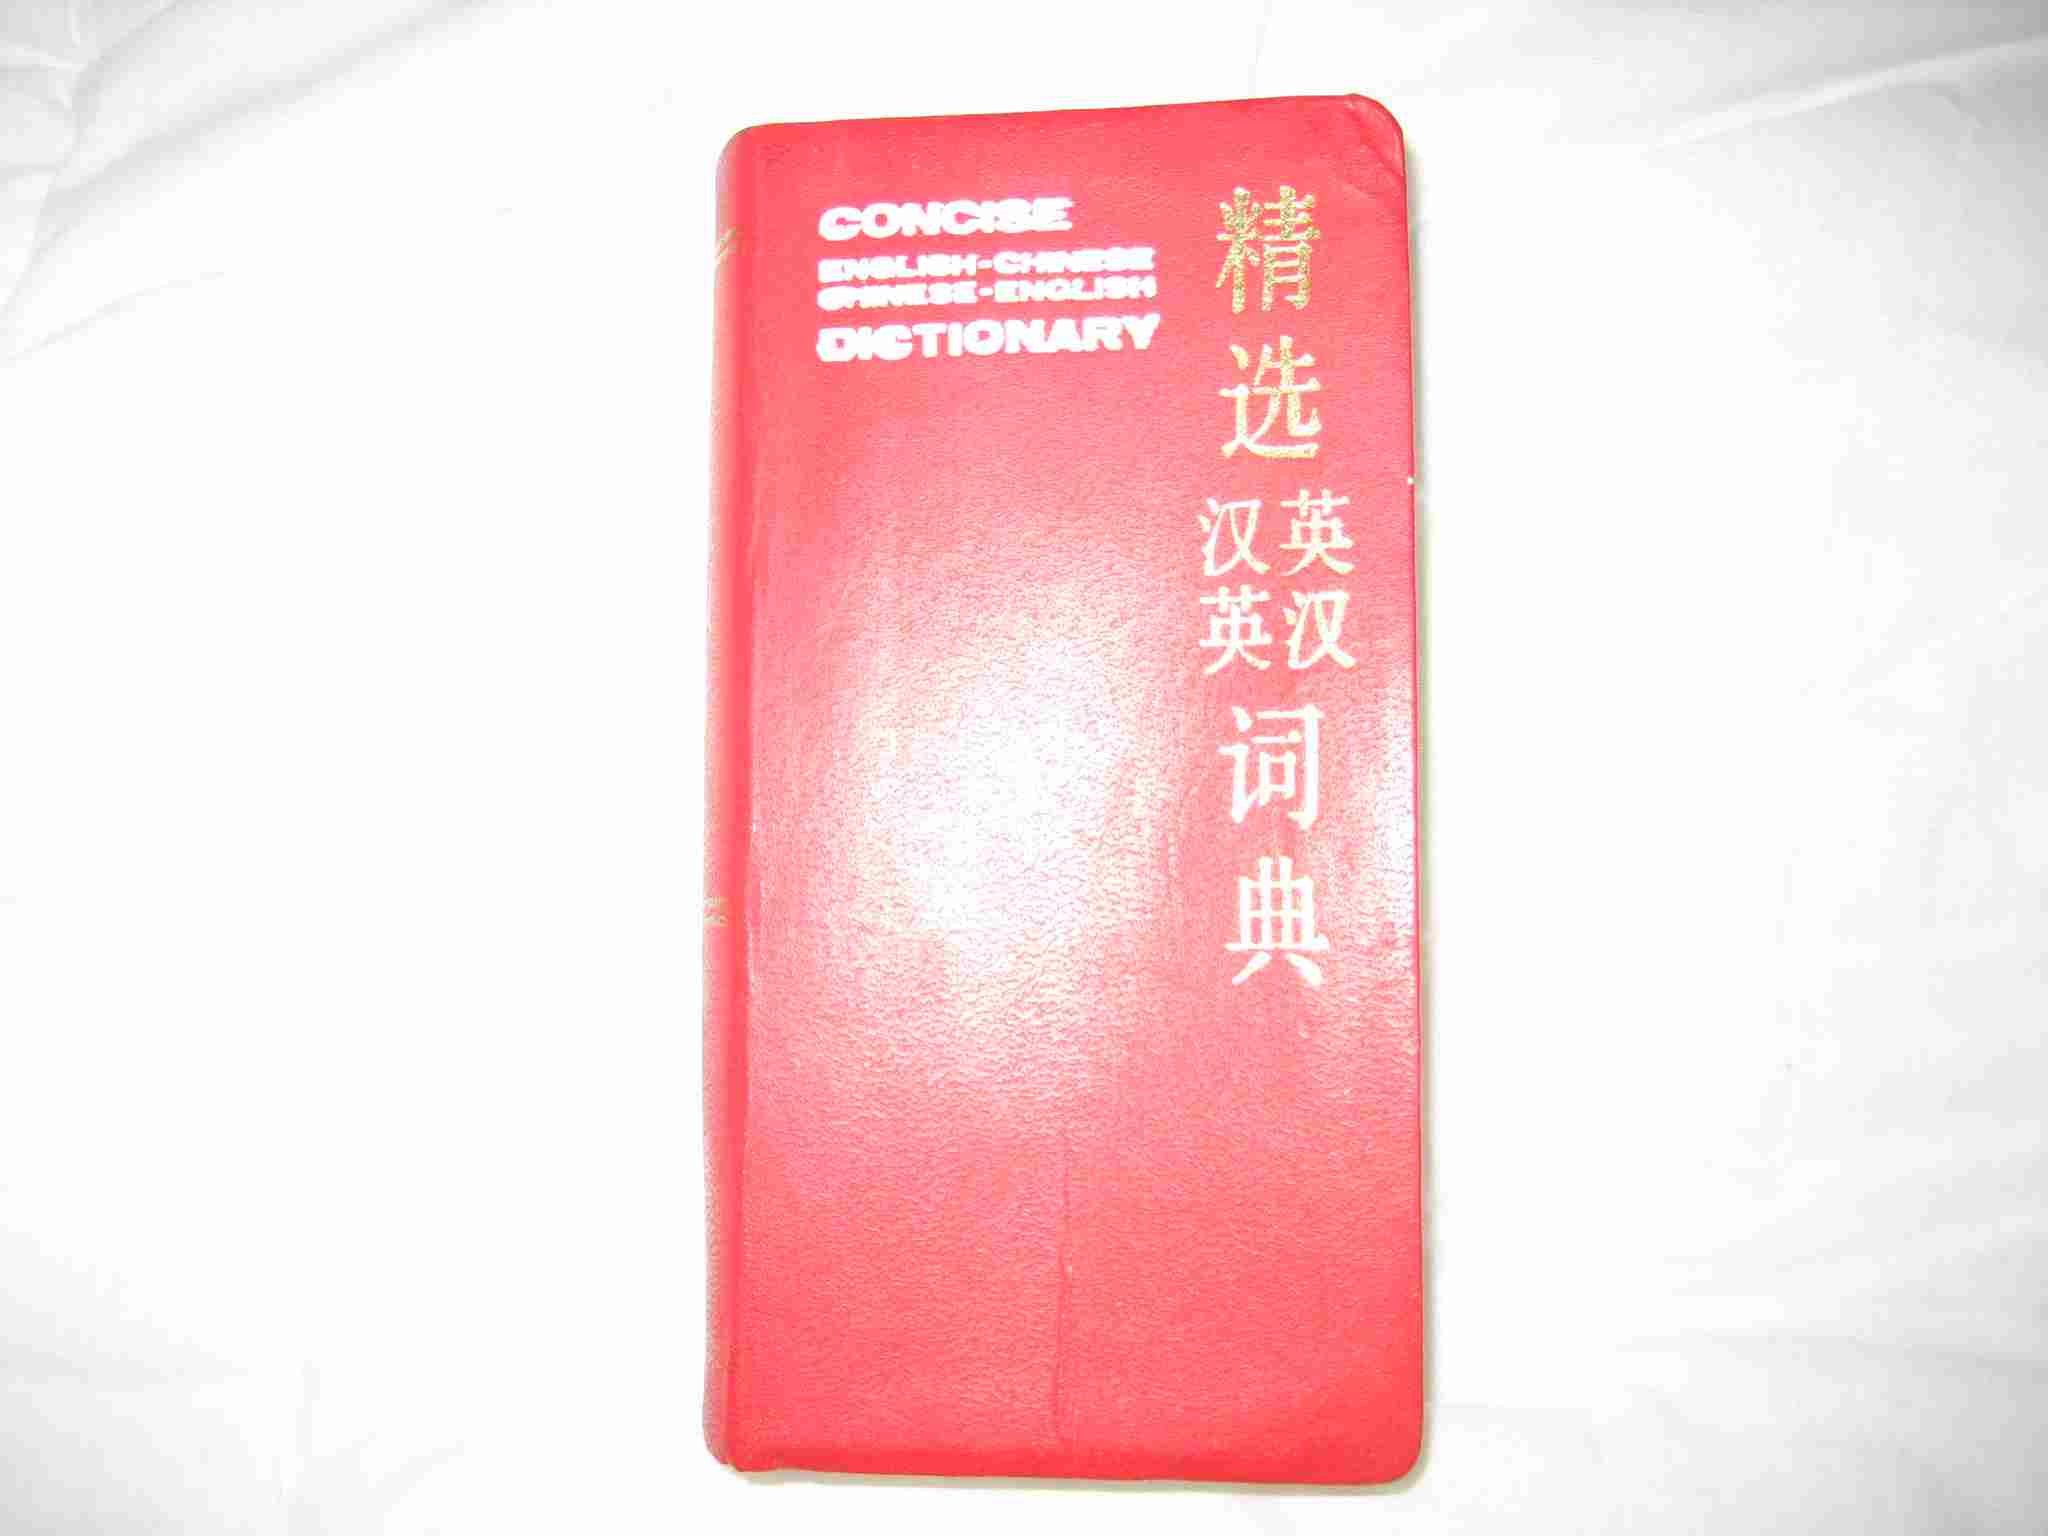 CONCISE
ENGLISH-CHINESE
CHINESE-ENGLISH
DICTIONARY
精选
英汉
汉英
词典